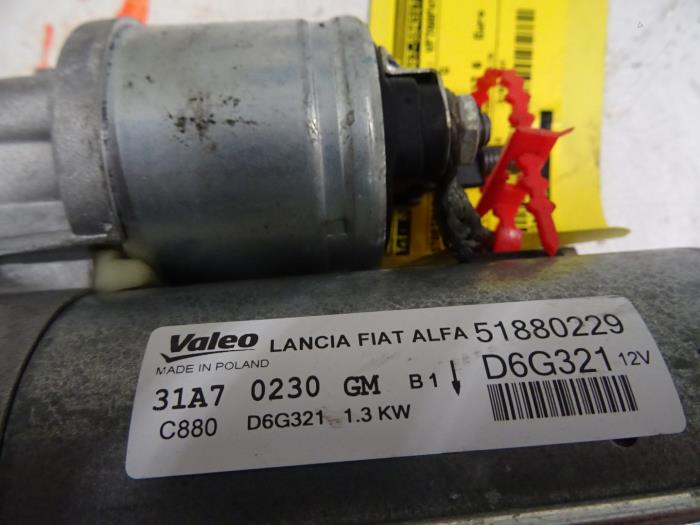 Valeo LANCIA FIAT ALFA 51880229
MADE IN POLAND D6G321 12V
31A7 0230 GM B1
C880 D6G321 1.3 KW